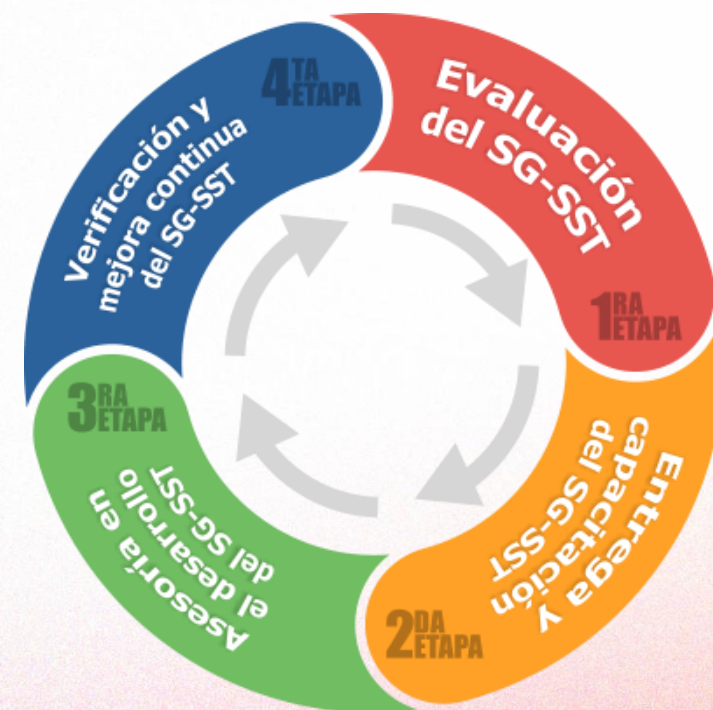 Evaluación
del SG-SST
1RA
ETAPA
Entrega y
capacitación
del SG-SST
2DA
ETAPA
Asesoría en
el desarrollo
del SG-SST
3RA
ETAPA
Verificación y
mejora continua
del SG-SST
4TA
ETAPA